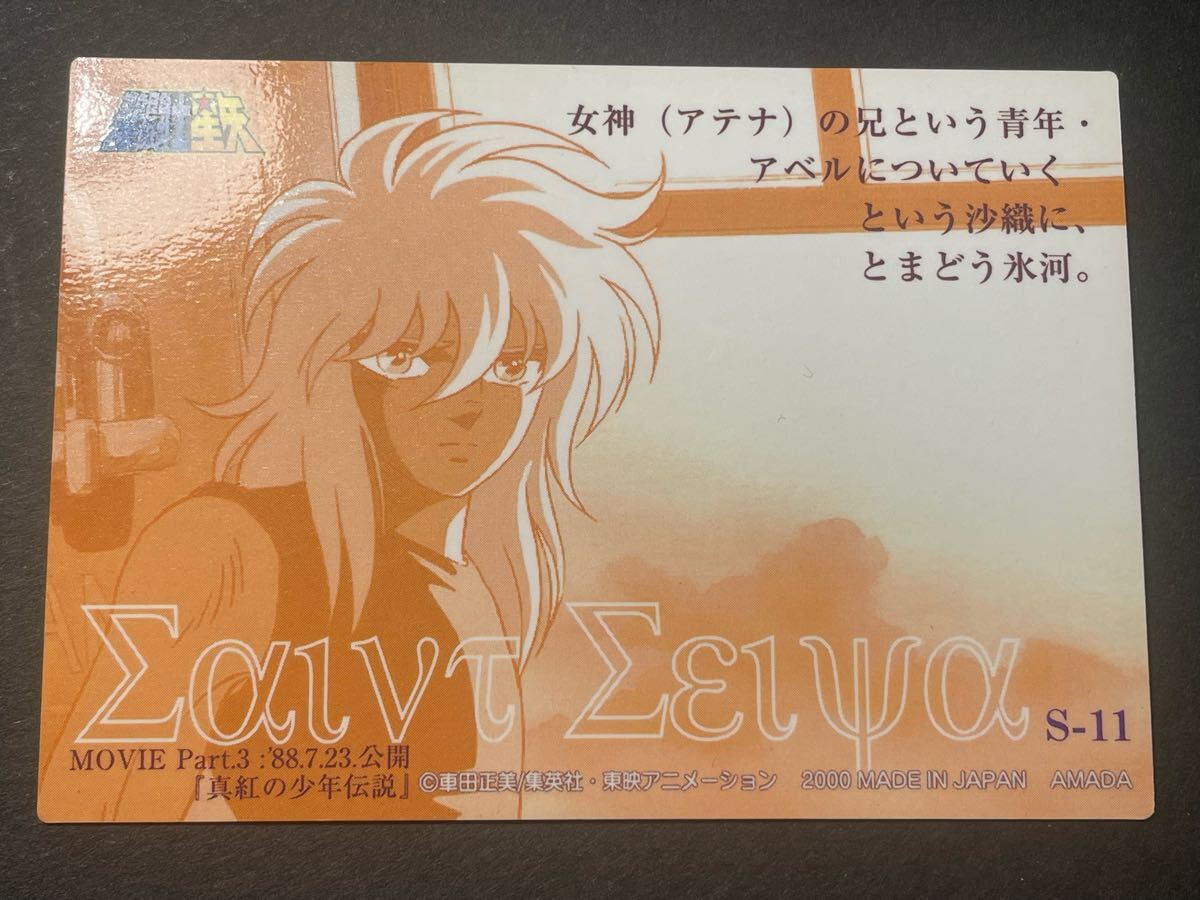 聖闘士星矢
女神（アテナ）の兄という青年・
アベルについていく
という沙織に、
とまどう氷河。
Σαιντ Σειψα
S-11
MOVIE Part.3 :'88.7.23.公開
『真紅の少年伝説』
©車田正美/集英社・東映アニメーション 2000 MADE IN JAPAN AMADA